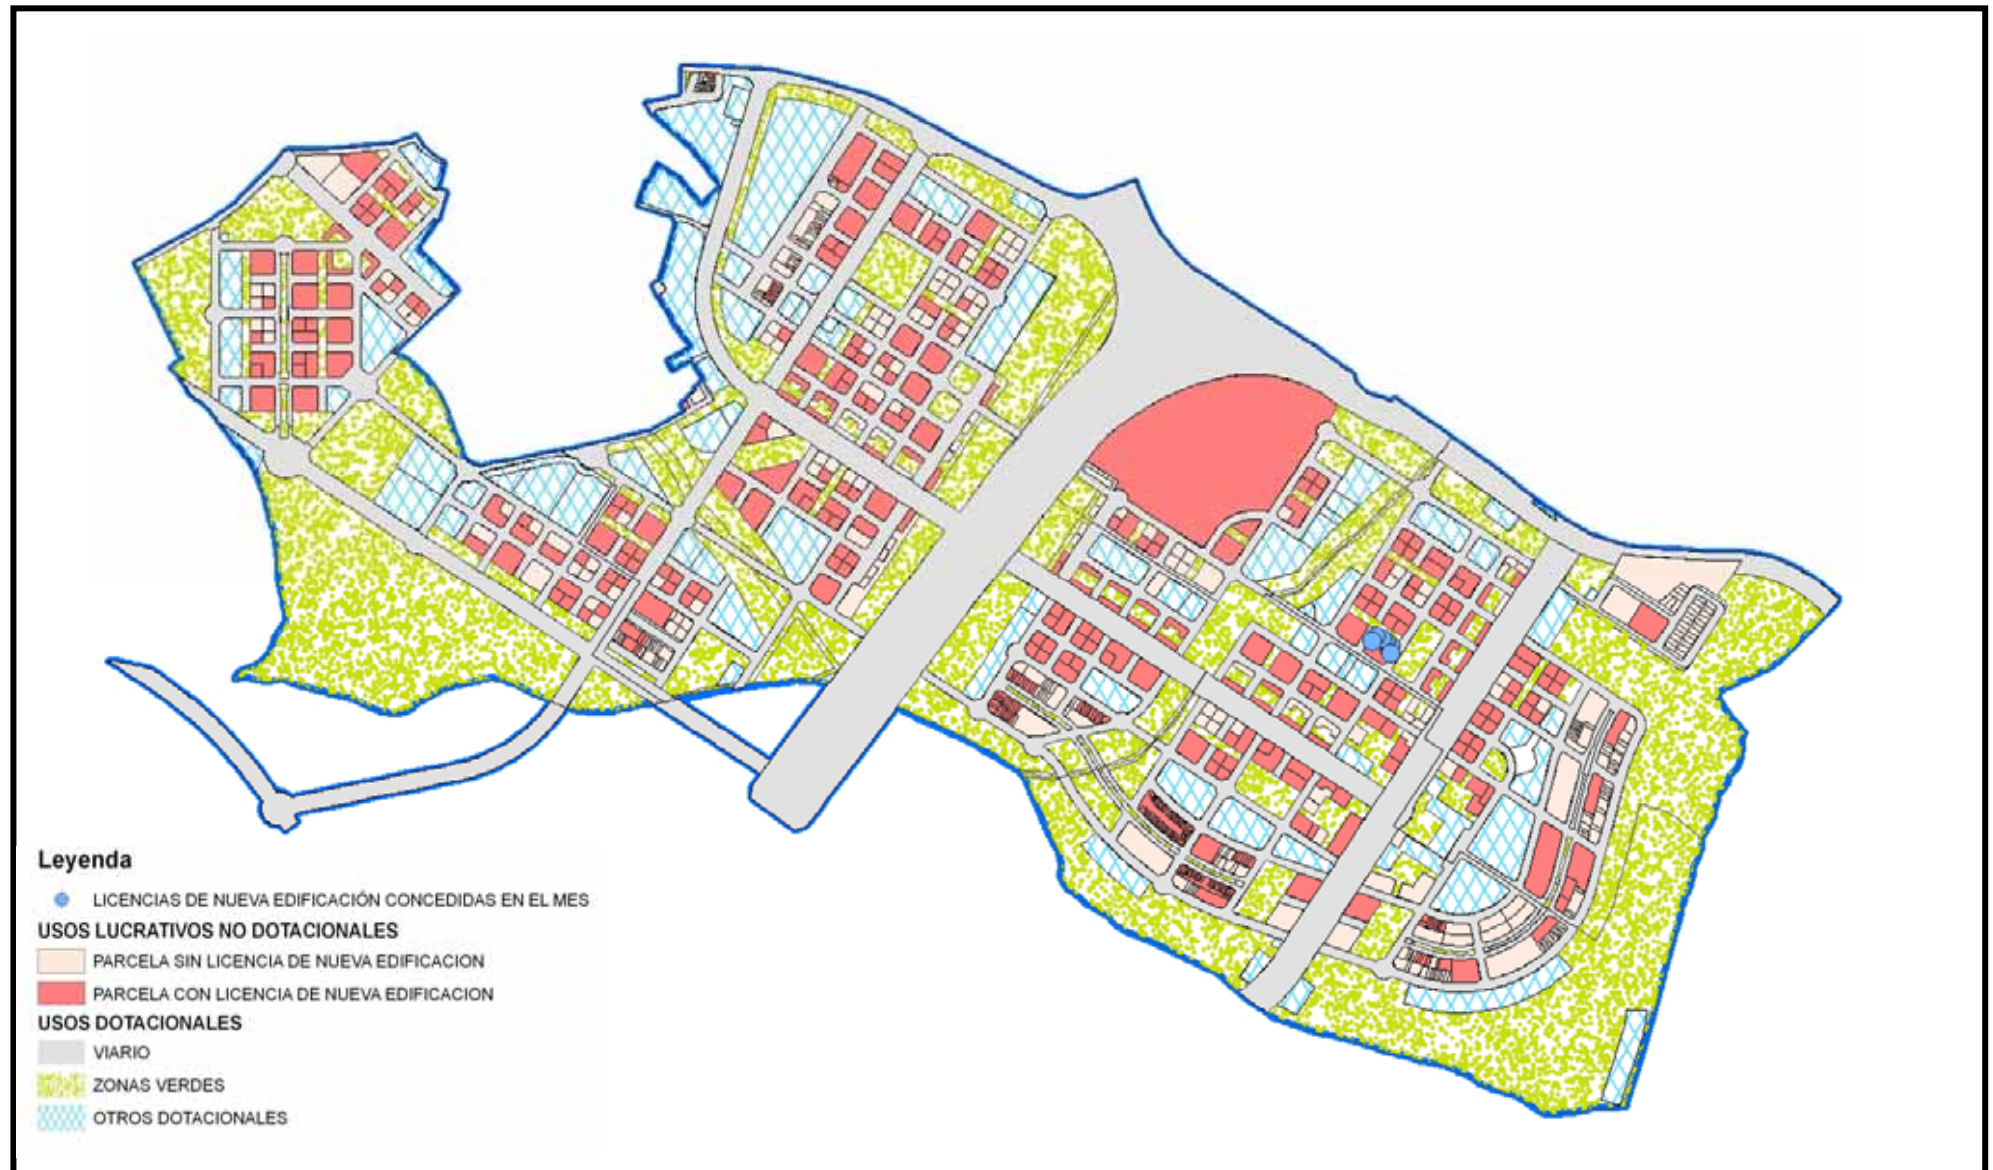 Leyenda
LICENCIAS DE NUEVA EDIFICACIÓN CONCEDIDAS EN EL MES
USOS LUCRATIVOS NO DOTACIONALES
PARCELA SIN LICENCIA DE NUEVA EDIFICACION
PARCELA CON LICENCIA DE NUEVA EDIFICACION
USOS DOTACIONALES
VIARIO
ZONAS VERDES
OTROS DOTACIONALES